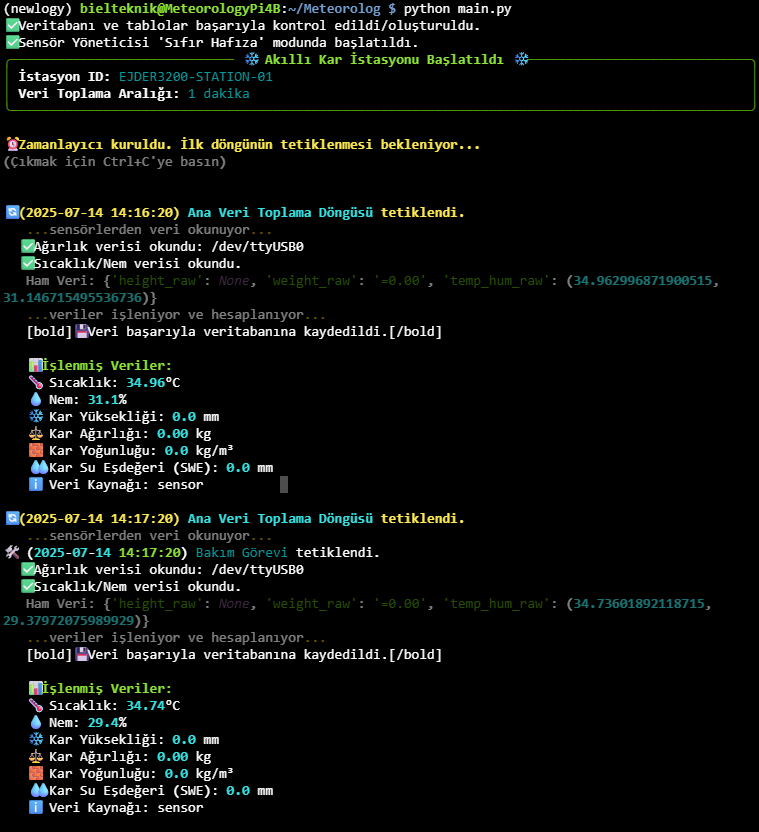 (newlogy) bielteknik@MeteorologyPi4B:~/Meteorolog $ python main.py
✅Veritabanı ve tablolar başarıyla kontrol edildi/oluşturuldu.
✅Sensör Yöneticisi 'Sıfır Hafıza' modunda başlatıldı.
❄️ Akıllı Kar İstasyonu Başlatıldı ❄️
İstasyon ID: EJDER3200-STATION-01
Veri Toplama Aralığı: 1 dakika
⏰Zamanlayıcı kuruldu. İlk döngünün tetiklenmesi bekleniyor...
(Çıkmak için Ctrl+C'ye basın)
🔄(2025-07-14 14:16:20) Ana Veri Toplama Döngüsü tetiklendi.
...sensörlerden veri okunuyor...
✅Ağırlık verisi okundu: /dev/ttyUSB0
✅Sıcaklık/Nem verisi okundu.
Ham Veri: {'height_raw': None, 'weight_raw': '=0.00', 'temp_hum_raw': (34.962996871900515,
31.146715495536736)}
...veriler işleniyor ve hesaplanıyor...
[bold]💾Veri başarıyla veritabanına kaydedildi.[/bold]
📊İşlenmiş Veriler:
🌡️ Sıcaklık: 34.96°C
💧 Nem: 31.1%
❄️ Kar Yüksekliği: 0.0 mm
⚖️ Kar Ağırlığı: 0.00 kg
🧱 Kar Yoğunluğu: 0.0 kg/m³
💧💧Kar Su Eşdeğeri (SWE): 0.0 mm
ℹ️ Veri Kaynağı: sensor
🔄(2025-07-14 14:17:20) Ana Veri Toplama Döngüsü tetiklendi.
...sensörlerden veri okunuyor...
🛠️ (2025-07-14 14:17:20) Bakım Görevi tetiklendi.
✅Ağırlık verisi okundu: /dev/ttyUSB0
✅Sıcaklık/Nem verisi okundu.
Ham Veri: {'height_raw': None, 'weight_raw': '=0.00', 'temp_hum_raw': (34.73601892118715,
29.37972075989929)}
...veriler işleniyor ve hesaplanıyor...
[bold]💾Veri başarıyla veritabanına kaydedildi.[/bold]
📊İşlenmiş Veriler:
🌡️ Sıcaklık: 34.74°C
💧 Nem: 29.4%
❄️ Kar Yüksekliği: 0.0 mm
⚖️ Kar Ağırlığı: 0.00 kg
🧱 Kar Yoğunluğu: 0.0 kg/m³
💧💧Kar Su Eşdeğeri (SWE): 0.0 mm
ℹ️ Veri Kaynağı: sensor